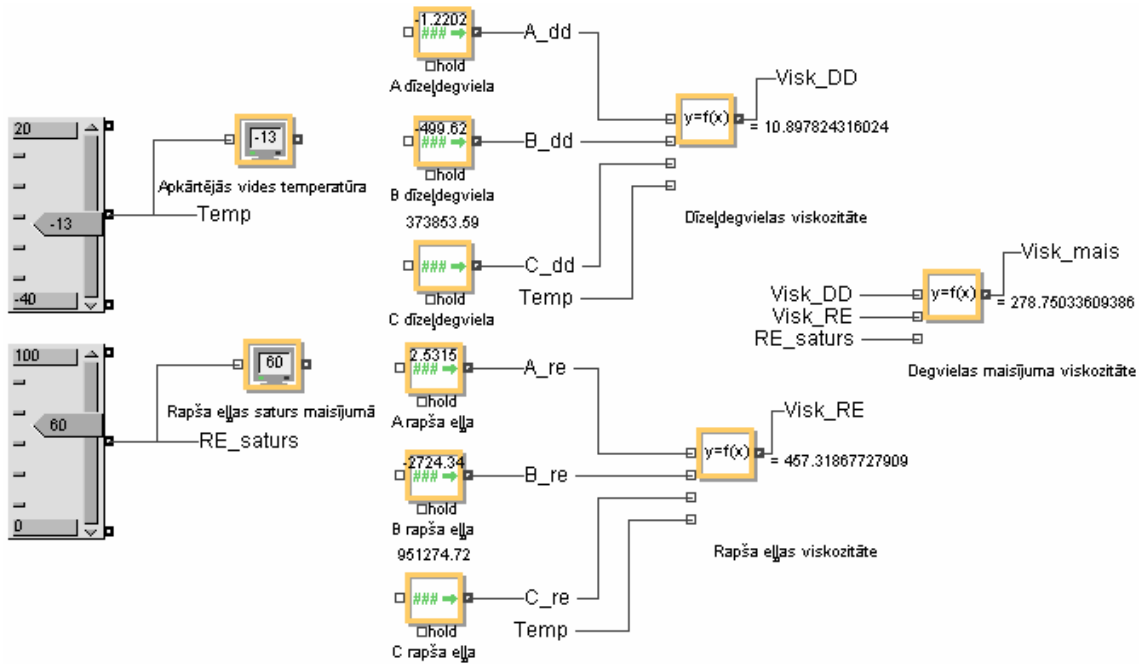 20
-13
-40
-13
Apkārtējās vides temperatūra
Temp
100
60
0
60
Rapša eļļas saturs maisījumā
RE_saturs
-1.2202
###
hold
A dīzeļdegviela
A_dd
-499.62
###
hold
B dīzeļdegviela
B_dd
373853.59
###
hold
C dīzeļdegviela
C_dd
Temp
y=f(x)
Visk_DD
= 10.897824316024
Dīzeļdegvielas viskozitāte
2.5315
###
hold
A rapša eļļa
A_re
-2724.34
###
hold
B rapša eļļa
B_re
951274.72
###
hold
C rapša eļļa
C_re
Temp
y=f(x)
Visk_RE
= 457.31867727909
Rapša eļļas viskozitāte
Visk_DD
Visk_RE
RE_saturs
y=f(x)
Visk_mais
= 278.75033609386
Degvielas maisījuma viskozitāte